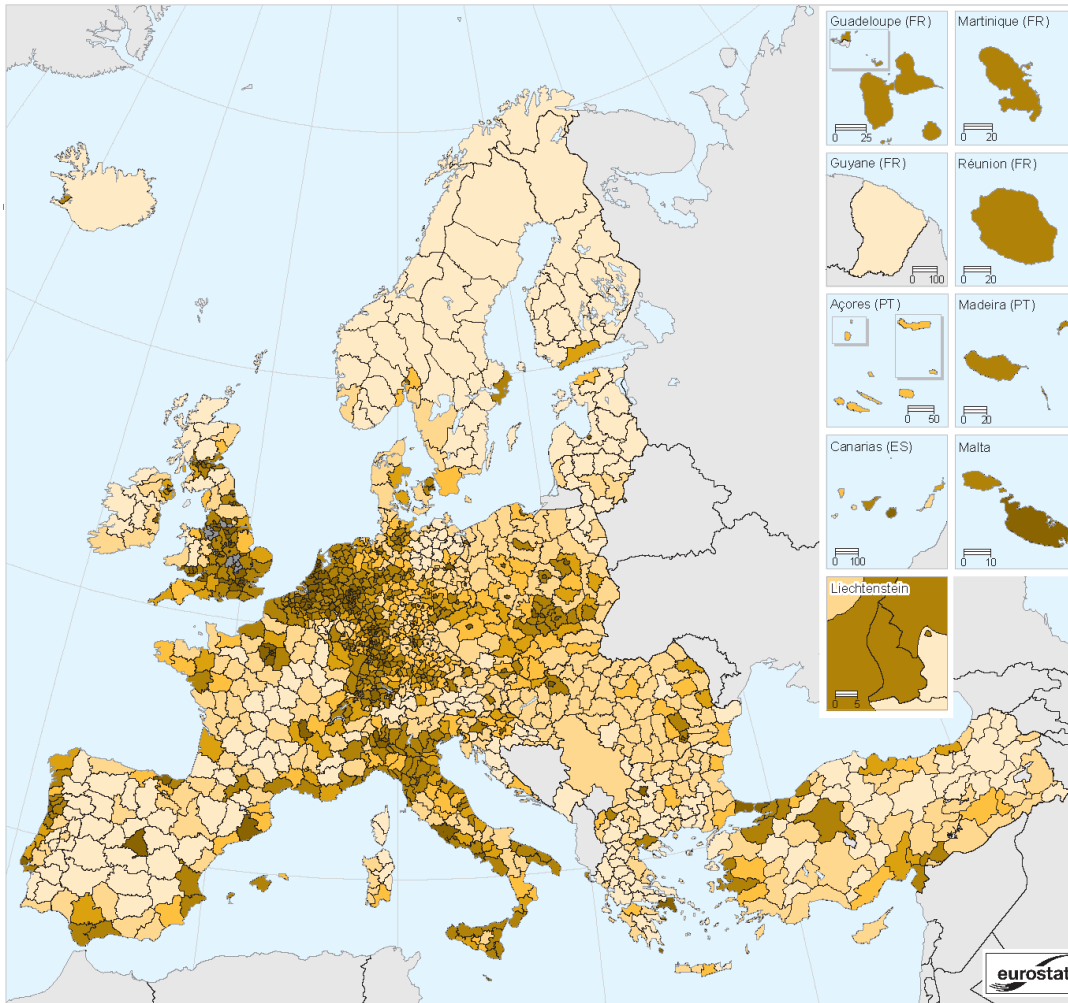 Guadeloupe (FR)
0 25
Martinique (FR)
0 20
Guyane (FR)
0 100
Réunion (FR)
0 20
Açores (PT)
0 50
Madeira (PT)
0 20
Canarias (ES)
0 100
Malta
0 10
Liechtenstein
0 5
eurostat